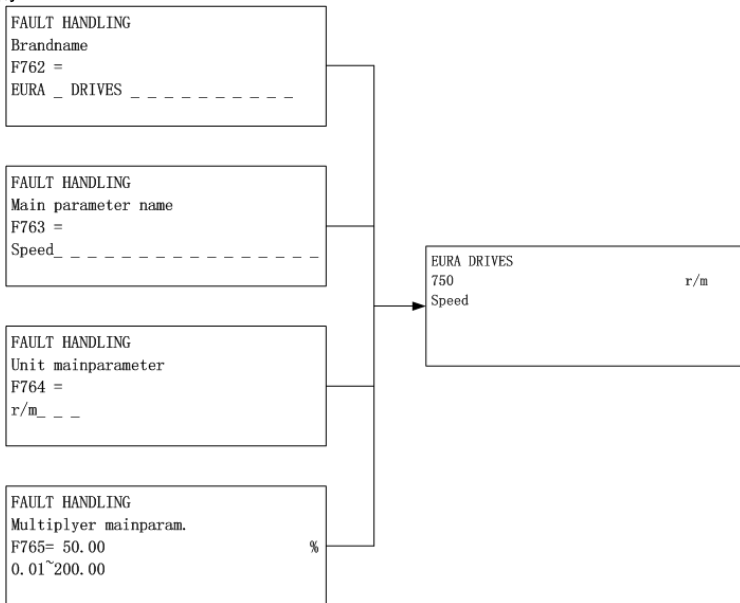 FAULT HANDLING
Brandname
F762 =
EURA _ DRIVES _ _ _ _ _ _ _ _ _ _
FAULT HANDLING
Main parameter name
F763 =
Speed_ _ _ _ _ _ _ _ _ _ _ _ _ _ _ _
FAULT HANDLING
Unit mainparameter
F764 =
r/m_ _ _
FAULT HANDLING
Multiplyer mainparam.
F765= 50.00 %
0.01~200.00
EURA DRIVES
750 r/m
Speed